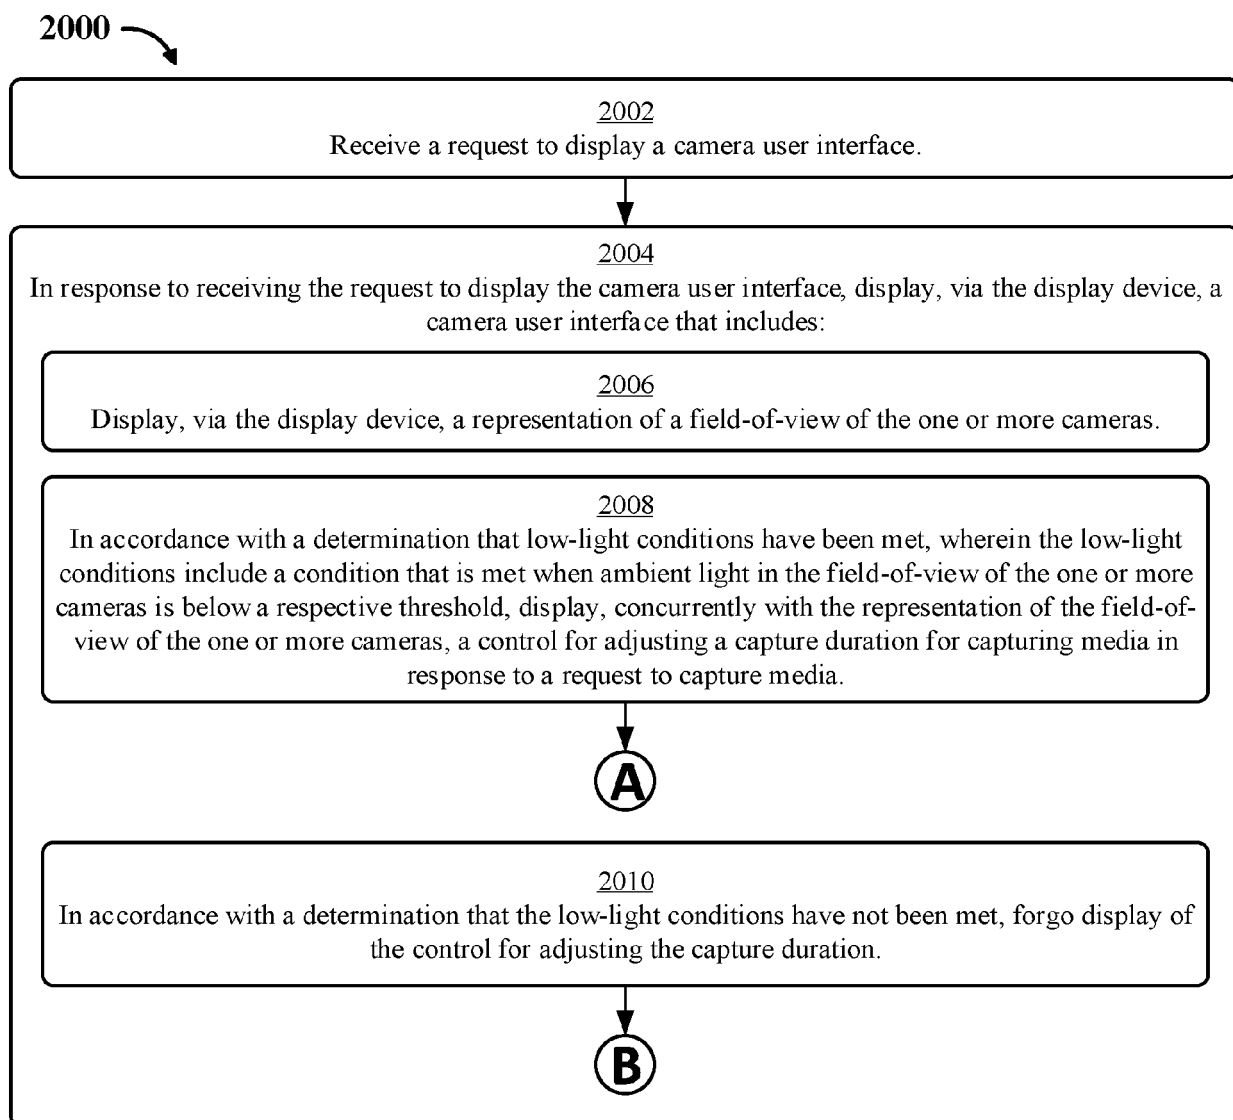 2000
2002
Receive a request to display a camera user interface.
2004
In response to receiving the request to display the camera user interface, display, via the display device, a
camera user interface that includes:
2006
Display, via the display device, a representation of a field-of-view of the one or more cameras.
2008
In accordance with a determination that low-light conditions have been met, wherein the low-light
conditions include a condition that is met when ambient light in the field-of-view of the one or more
cameras is below a respective threshold, display, concurrently with the representation of the field-of-
view of the one or more cameras, a control for adjusting a capture duration for capturing media in
response to a request to capture media.
A
2010
In accordance with a determination that the low-light conditions have not been met, forgo display of
the control for adjusting the capture duration.
B